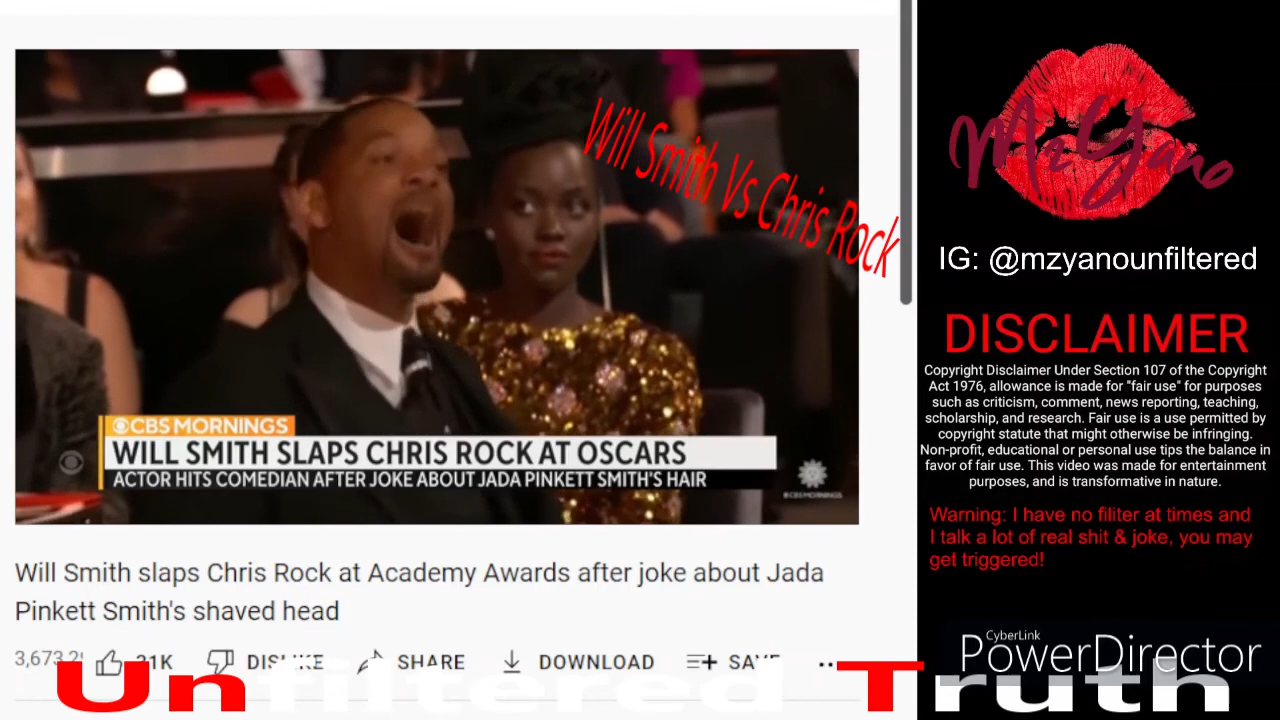 Will Smith Vs Chris Rock
CBS MORNINGS
WILL SMITH SLAPS CHRIS ROCK AT OSCARS
ACTOR HITS COMEDIAN AFTER JOKE ABOUT JADA PINKETT SMITH'S HAIR
CBS MORNINGS
Will Smith slaps Chris Rock at Academy Awards after joke about Jada
Pinkett Smith's shaved head
31K DISLIKE SHARE DOWNLOAD SAVE
Unfiltered Truth
MzYano
IG: @mzyanounfiltered
DISCLAIMER
Copyright Disclaimer Under Section 107 of the Copyright
Act 1976, allowance is made for "fair use" for purposes
such as criticism, comment, news reporting, teaching,
scholarship, and research. Fair use is a use permitted by
copyright statute that might otherwise be infringing.
Non-profit, educational or personal use tips the balance in
favor of fair use. This video was made for entertainment
purposes, and is transformative in nature.
Warning: I have no filiter at times and
I talk a lot of real shit & joke, you may
get triggered!
CyberLink
PowerDirector